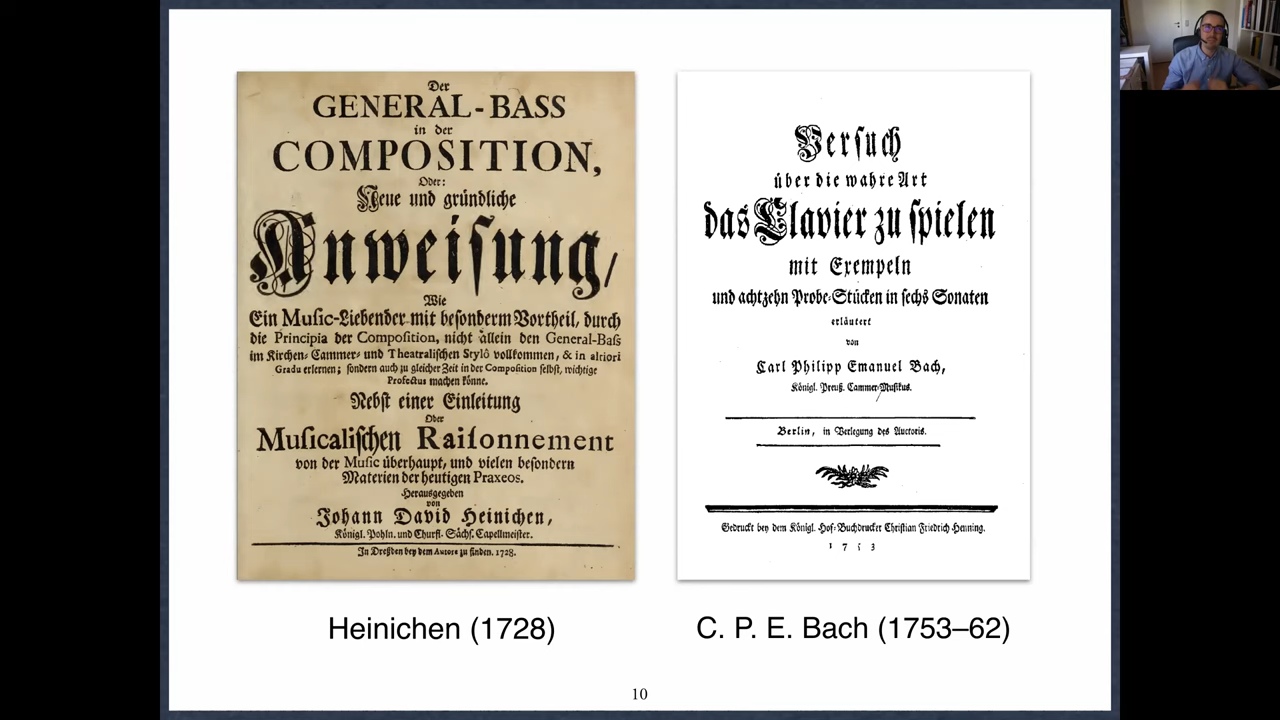 Der
GENERAL-BASS
in der
COMPOSITION,
Oder:
Neue und gründliche
Anweisung/
Wie
Ein Music-Liebender mit besonderm Vortheil, durch
die Principia der Composition, nicht allein den General-Bass
im Kirchen- Cammer- und Theatralischen Stylô vollkommen, & in altiori
Gradu erlernen; sondern auch zu gleicher Zeit in der Composition selbst, wichtige
Profectus machen könne.
Nebst einer Einleitung
Oder
Musicalischen Raisonnement
von der Music überhaupt, und vielen besondern
Materien der heutigen Praxeos.
Herausgegeben
von
Johann David Heinichen,
Königl. Pohln. und Churfl. Sächs. Capellmeister.
In Dreßden bey dem Autore zu finden. 1728.
Versuch
über die wahre Art
das Clavier zu spielen
mit Exempeln
und achtzehn Probe-Stücken in sechs Sonaten
erläutert
von
Carl Philipp Emanuel Bach,
Königl. Preuß. Cammer-Musikus.
Berlin, in Verlegung des Auctoris.
Gedruckt bey dem Königl. Hof-Buchdrucker Christian Friedrich Henning.
1 7 5 3
Heinichen (1728)
C. P. E. Bach (1753–62)
10